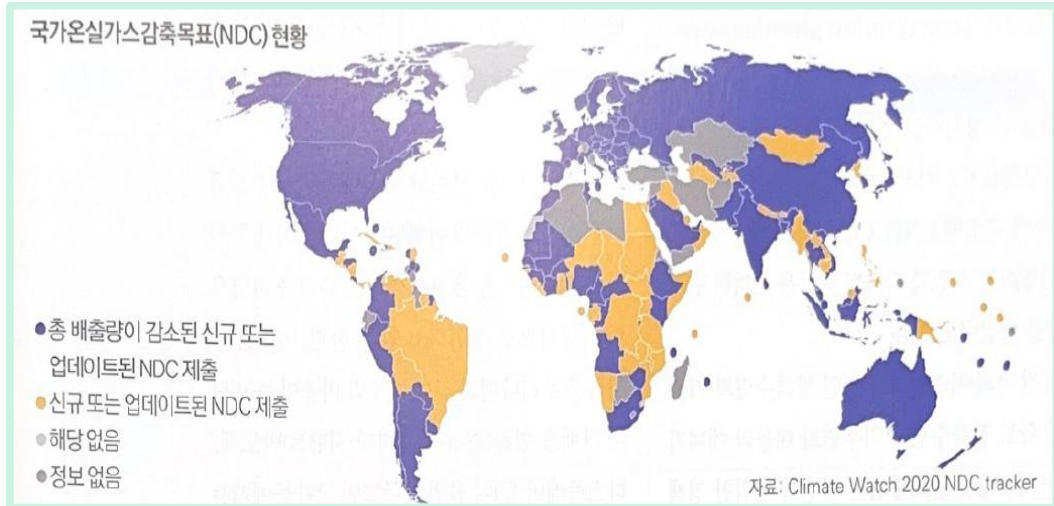 국가온실가스감축목표(NDC) 현황
● 총 배출량이 감소된 신규 또는
업데이트된 NDC 제출
● 신규 또는 업데이트된 NDC 제출
● 해당 없음
● 정보 없음
자료: Climate Watch 2020 NDC tracker